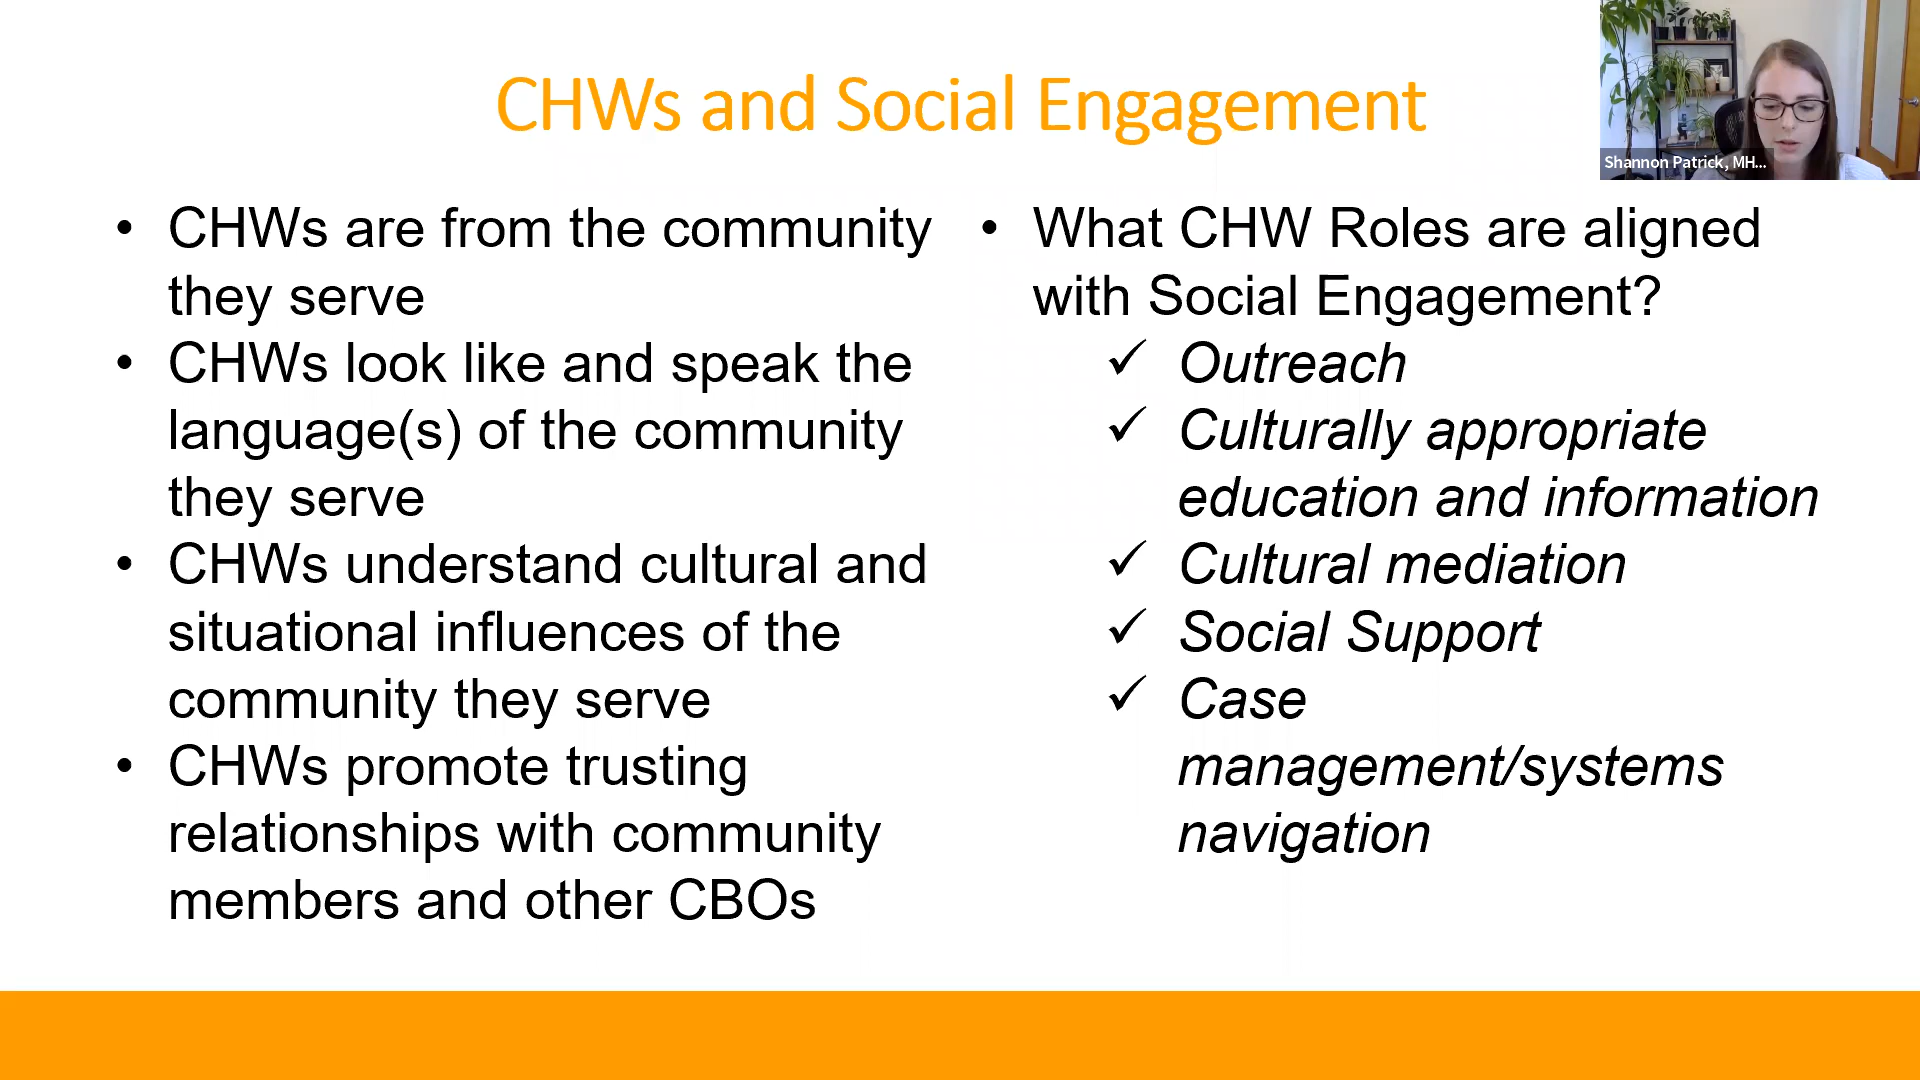 CHWs and Social Engagement
Shannon Patrick, MH...
• CHWs are from the community
they serve
• CHWs look like and speak the
language(s) of the community
they serve
• CHWs understand cultural and
situational influences of the
community they serve
• CHWs promote trusting
relationships with community
members and other CBOs
• What CHW Roles are aligned
with Social Engagement?
✓ Outreach
✓ Culturally appropriate
education and information
✓ Cultural mediation
✓ Social Support
✓ Case
management/systems
navigation